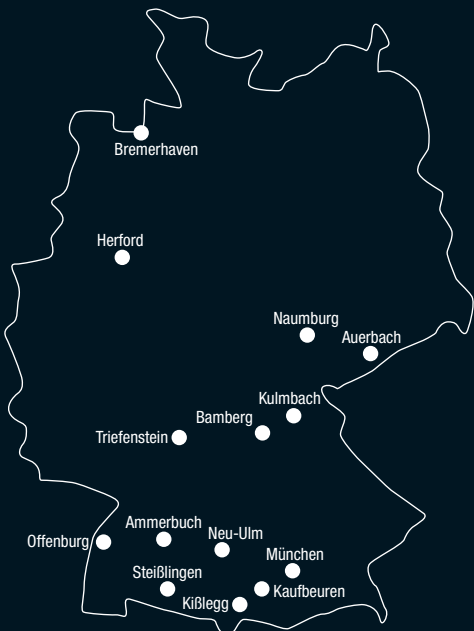 Bremerhaven
Herford
Naumburg
Auerbach
Kulmbach
Bamberg
Triefenstein
Ammerbuch
Neu-Ulm
Offenburg
München
Steißlingen
Kaufbeuren
Kißlegg